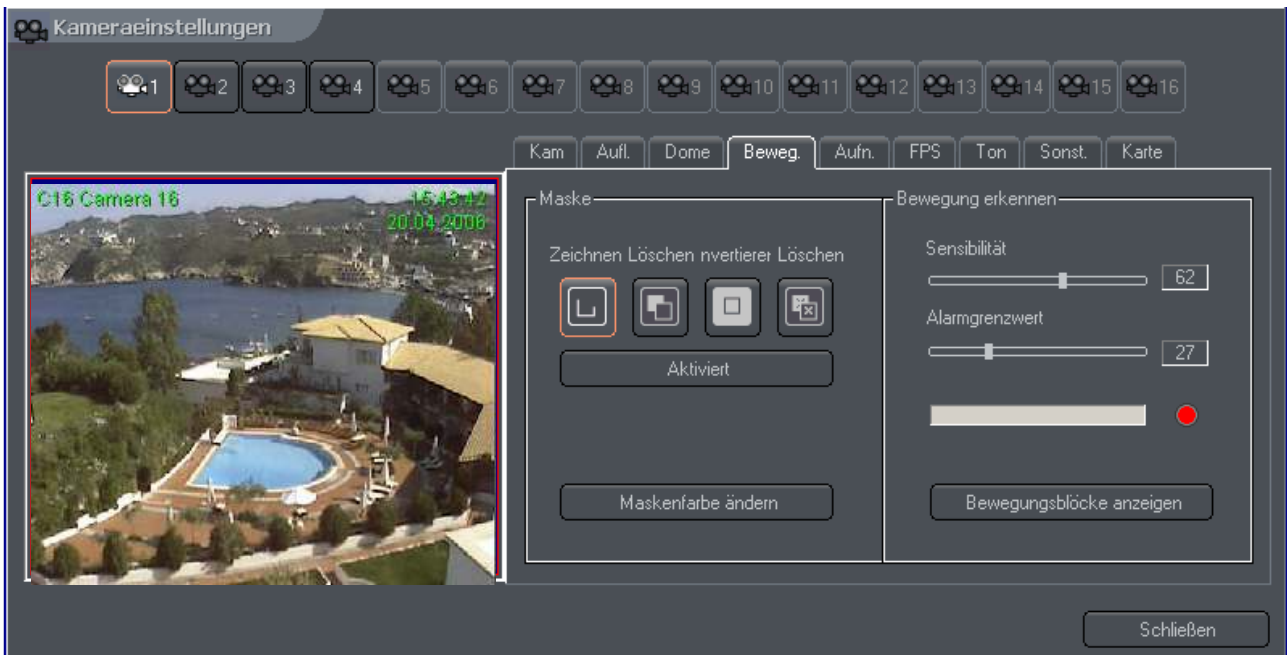 Kameraeinstellungen
1 2 3 4 5 6 7 8 9 10 11 12 13 14 15 16
Kam Aufl. Dome Beweg. Aufn. FPS Ton Sonst. Karte
C16 Camera 16 15:43:42
20.04.2006
Maske
Zeichnen Löschen nvertierer Löschen
Aktiviert
Maskenfarbe ändern
Bewegung erkennen
Sensibilität
62
Alarmgrenzwert
27
Bewegungsblöcke anzeigen
Schließen